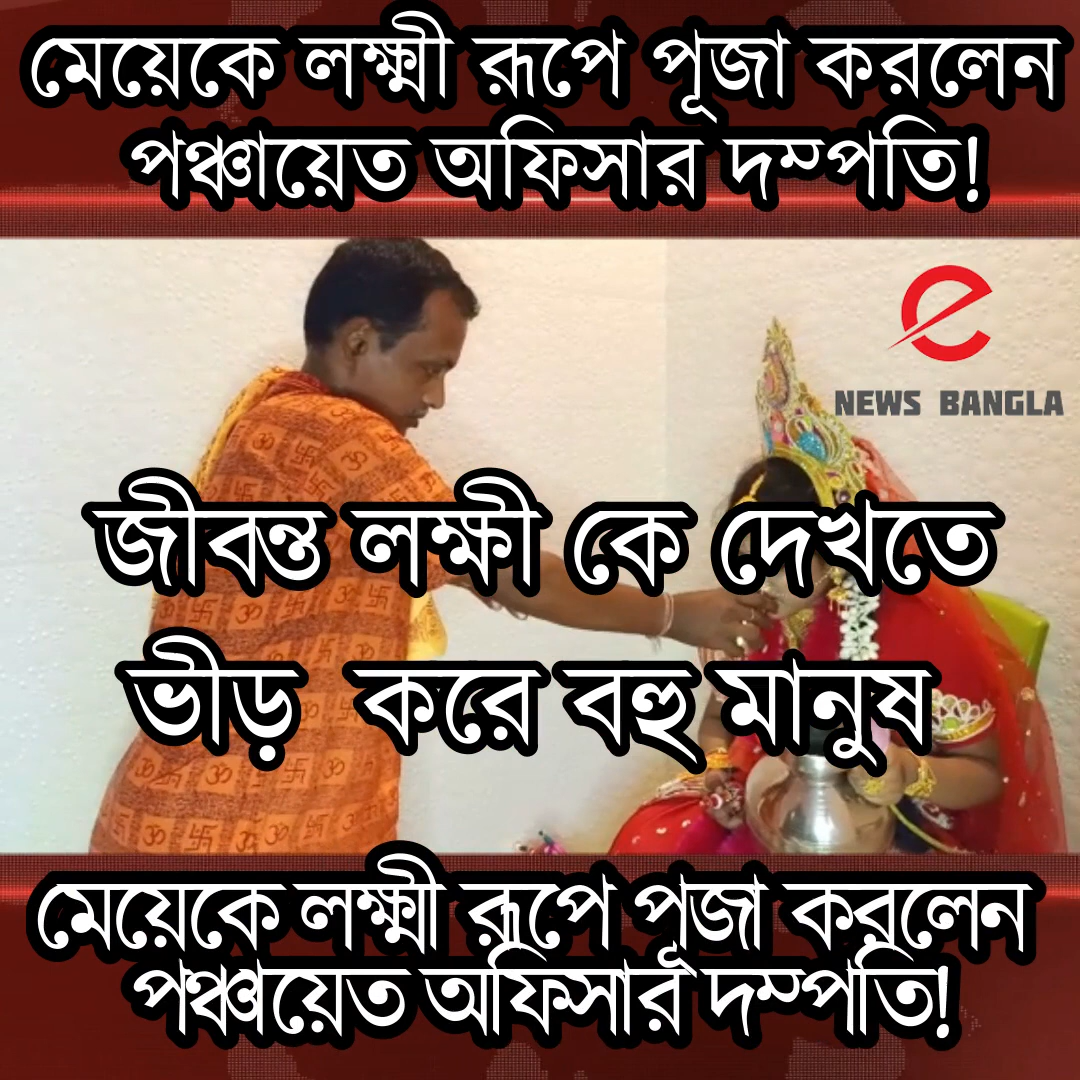 মেয়েকে লক্ষ্মী রূপে পূজা করলেন
পঞ্চায়েত অফিসার দম্পতি!
e
NEWS BANGLA
জীবন্ত লক্ষী কে দেখতে
ভীড় করে বহু মানুষ
মেয়েকে লক্ষ্মী রূপে পূজা করলেন
পঞ্চায়েত অফিসার দম্পতি!